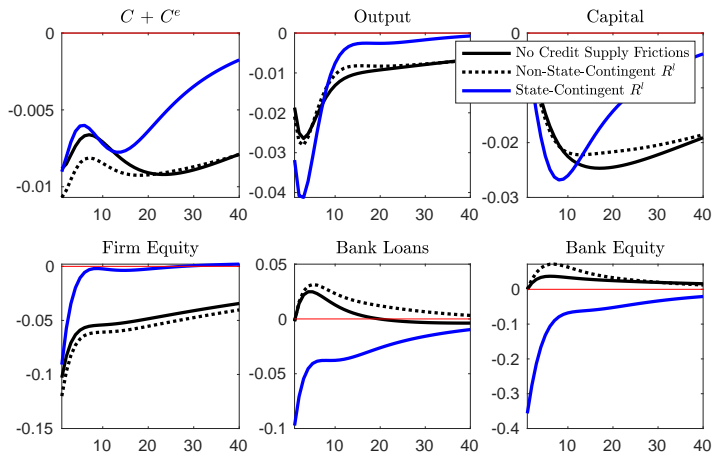 C + C^e
Output
Capital
0
-0.005
-0.01
10 20 30 40
0
-0.01
-0.02
-0.03
-0.04
10 20 30 40
0
-0.02
-0.03
10 20 30 40
No Credit Supply Frictions
Non-State-Contingent R^l
State-Contingent R^l
Firm Equity
Bank Loans
Bank Equity
0
-0.05
-0.1
-0.15
10 20 30 40
0.05
0
-0.05
-0.1
10 20 30 40
0
-0.1
-0.2
-0.3
-0.4
10 20 30 40